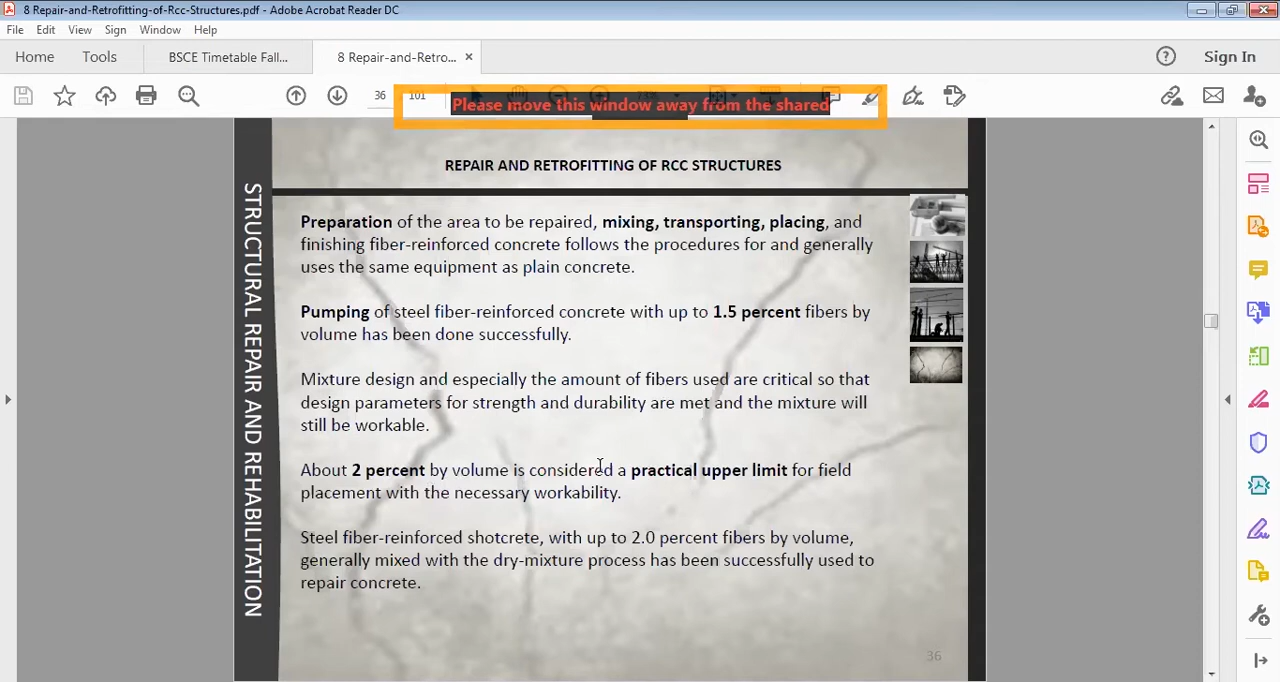 8 Repair-and-Retrofitting-of-Rcc-Structures.pdf - Adobe Acrobat Reader DC
File Edit View Sign Window Help
Home Tools BSCE Timetable Fall... 8 Repair-and-Retro... ×
Sign In
36 101
Please move this window away from the shared
REPAIR AND RETROFITTING OF RCC STRUCTURES
STRUCTURAL REPAIR AND REHABILITATION
Preparation of the area to be repaired, mixing, transporting, placing, and
finishing fiber-reinforced concrete follows the procedures for and generally
uses the same equipment as plain concrete.
Pumping of steel fiber-reinforced concrete with up to 1.5 percent fibers by
volume has been done successfully.
Mixture design and especially the amount of fibers used are critical so that
design parameters for strength and durability are met and the mixture will
still be workable.
About 2 percent by volume is considered a practical upper limit for field
placement with the necessary workability.
Steel fiber-reinforced shotcrete, with up to 2.0 percent fibers by volume,
generally mixed with the dry-mixture process has been successfully used to
repair concrete.
36